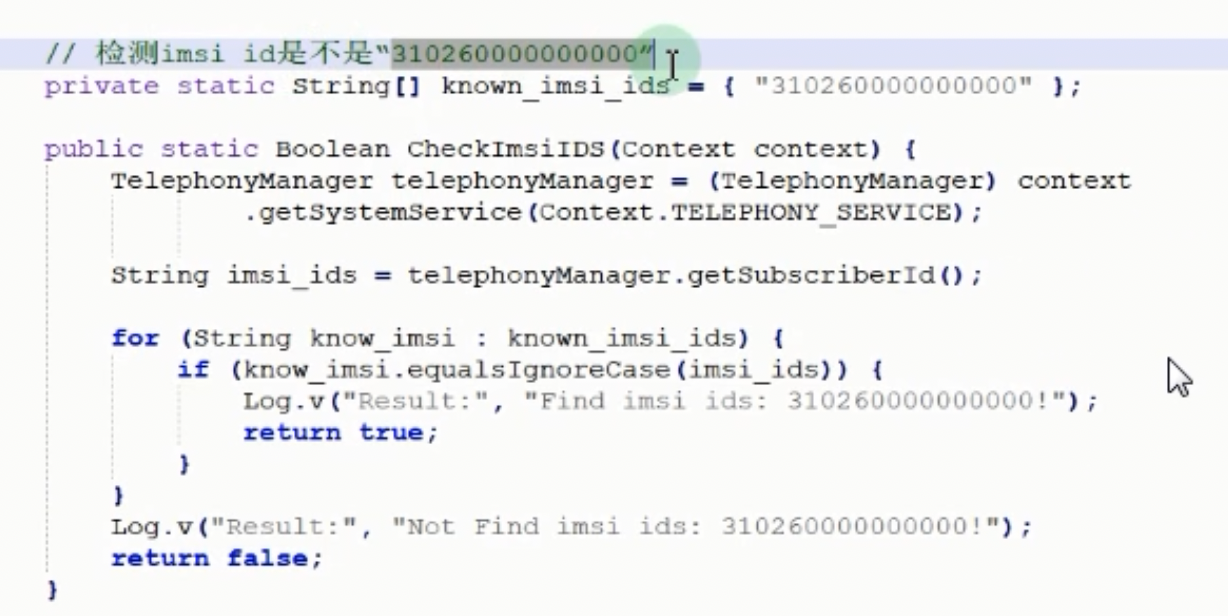 // 检测imsi id是不是“310260000000000”
private static String[] known_imsi_ids = { "310260000000000" };
public static Boolean CheckImsiIDS(Context context) {
TelephonyManager telephonyManager = (TelephonyManager) context
.getSystemService(Context.TELEPHONY_SERVICE);
String imsi_ids = telephonyManager.getSubscriberId();
for (String know_imsi : known_imsi_ids) {
if (know_imsi.equalsIgnoreCase(imsi_ids)) {
Log.v("Result:", "Find imsi ids: 310260000000000!");
return true;
}
}
Log.v("Result:", "Not Find imsi ids: 310260000000000!");
return false;
}